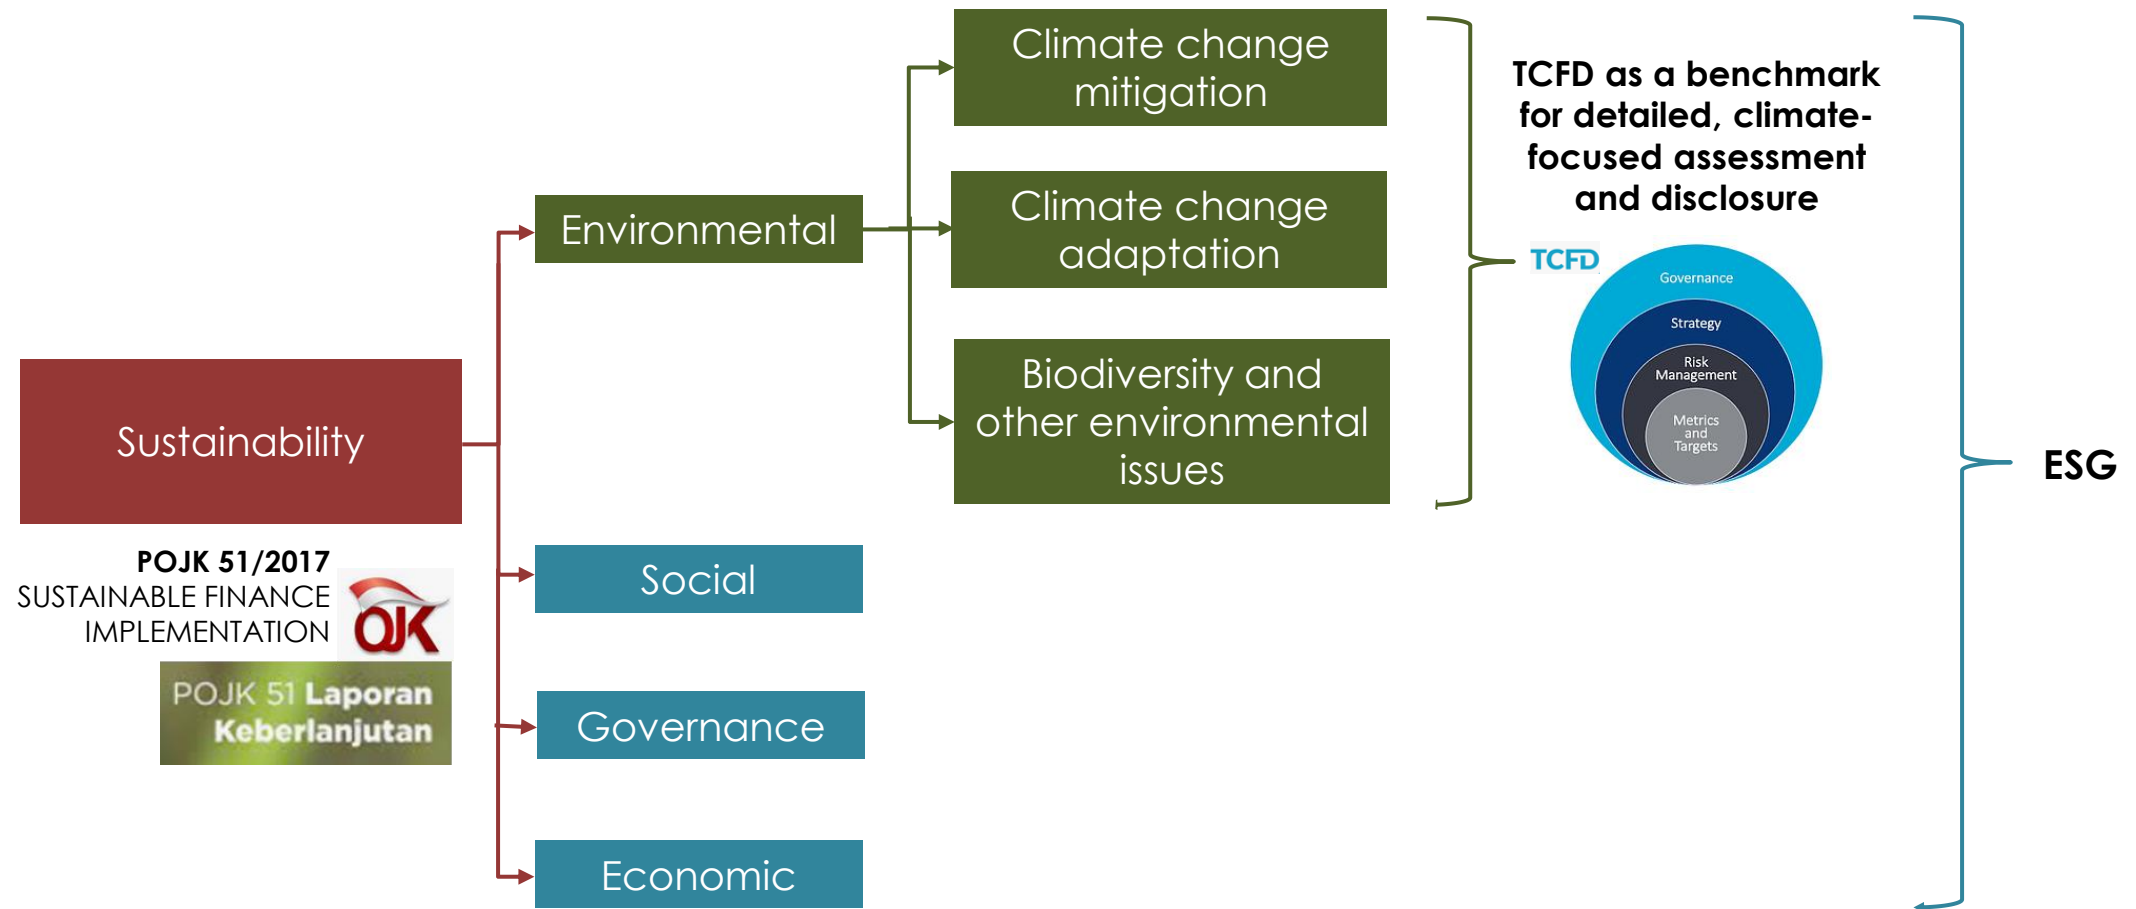 Sustainability
POJK 51/2017
SUSTAINABLE FINANCE
IMPLEMENTATION
OJK
POJK 51 Laporan
Keberlanjutan
Environmental
Social
Governance
Economic
Climate change
mitigation
Climate change
adaptation
Biodiversity and
other environmental
issues
TCFD as a benchmark
for detailed, climate-
focused assessment
and disclosure
TCFD
Governance
Strategy
Risk
Management
Metrics
and
Targets
ESG